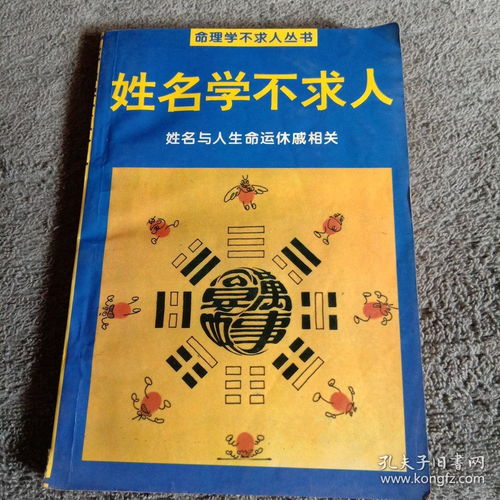 命理学不求人丛书
姓名学不求人
姓名与人生命运休戚相关
孔夫子旧书网
www.kongfz.com